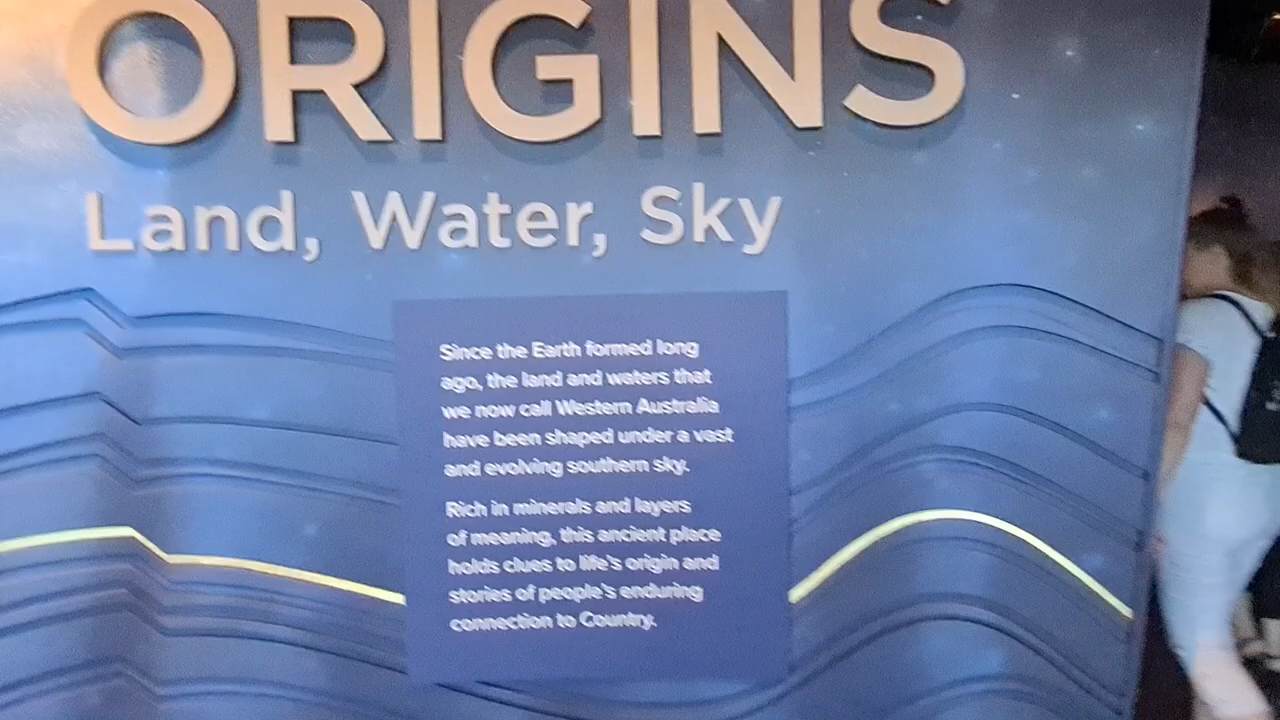 ORIGINS
Land, Water, Sky
Since the Earth formed long
ago, the land and waters that
we now call Western Australia
have been shaped under a vast
and evolving southern sky.
Rich in minerals and layers
of meaning, this ancient place
holds clues to life's origin and
stories of people's enduring
connection to Country.